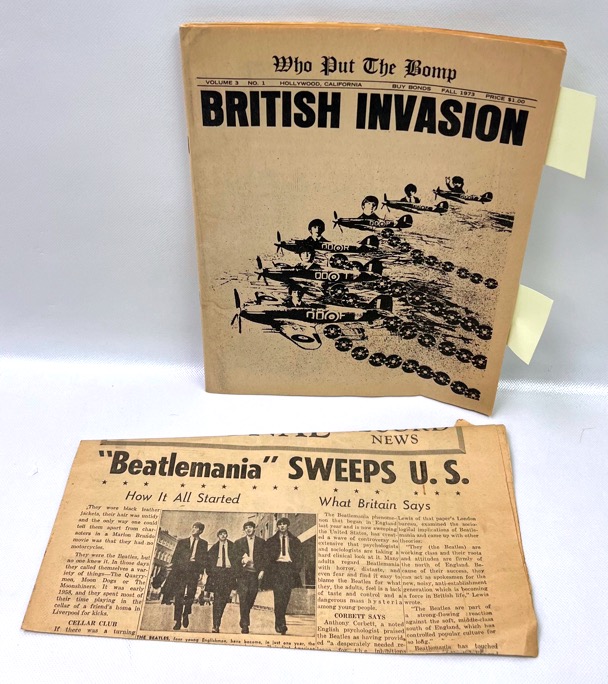 Who Put The Bomp
VOLUME 3 NO. 1 HOLLYWOOD, CALIFORNIA BUY BONDS FALL 1973 PRICE $1.00
BRITISH INVASION
NEWS
"Beatlemania" SWEEPS U. S.
How It All Started
They wore black leather
jackets, their hair was untidy
and the only way one could
tell them apart from char-
acters in a Marlon Brando
movie was that they had no
motorcycles.
They were the Beatles, but
no one knew it. In those days
they called themselves a vari-
iety of things—The Quarry-
men, Moon Dogs or The
Moonshiners. It was early
1958, and they spent most of
their time playing in the
cellar of a friend's home in
Liverpool for kicks.
CELLAR CLUB
If there was a turning
THE BEATLES, four young Englishmen, have become, in last one year, the
What Britain Says
The Beatlemania phenome-
non that began in England
last year and is now sweeping
the United States, has creat-
ed a wave of controversy so
extensive that psychologists
and sociologists are taking a
hard clinical look at it. Many
adults regard Beatlemania
with horror, disdain, and
even fear and find it easy to
blame the Beatles for what
they, the adults, feel is a lack
of taste and control and a
dangerous mass hysteria
among young people.
CORBETT SAYS
Anthony Corbett, a noted
English psychologist praised
the Beatles as having provid-
ed "a desperately needed re-
for the inhibitions
Lewis of that paper's London
bureau, examined the socio-
logical implications of Beatle-
mania and came up with other
theories:
"They (the Beatles) are
working class and their roots
and attitudes are firmly of
the north of England. Be-
cause of their success, they
can act as spokesmen for the
new, noisy, anti-establishment
generation which is becoming
a force in British life," Lewis
wrote.
"The Beatles are part of
a strong-flowing reaction
against the soft, middle-class
south of England, which has
controlled popular culture for
so long."
Beatlemania has touched